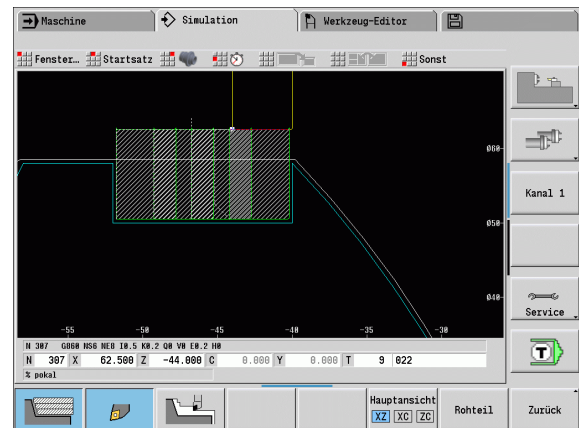 Maschine Simulation Werkzeug-Editor
Fenster… Startsatz Sonst
Ø60
Kanal 1
Ø50
Ø40
Service
-55 -50 -45 -40 -35 -30
N 307 G860 NS6 NE8 I0.5 K0.2 Q0 V0 E0.2 H0
N 307 X 62.500 Z -44.000 C 0.000 Y 0.000 T 9 022
% pokal
T
Hauptansicht
XZ XC ZC
Rohteil
Zurück